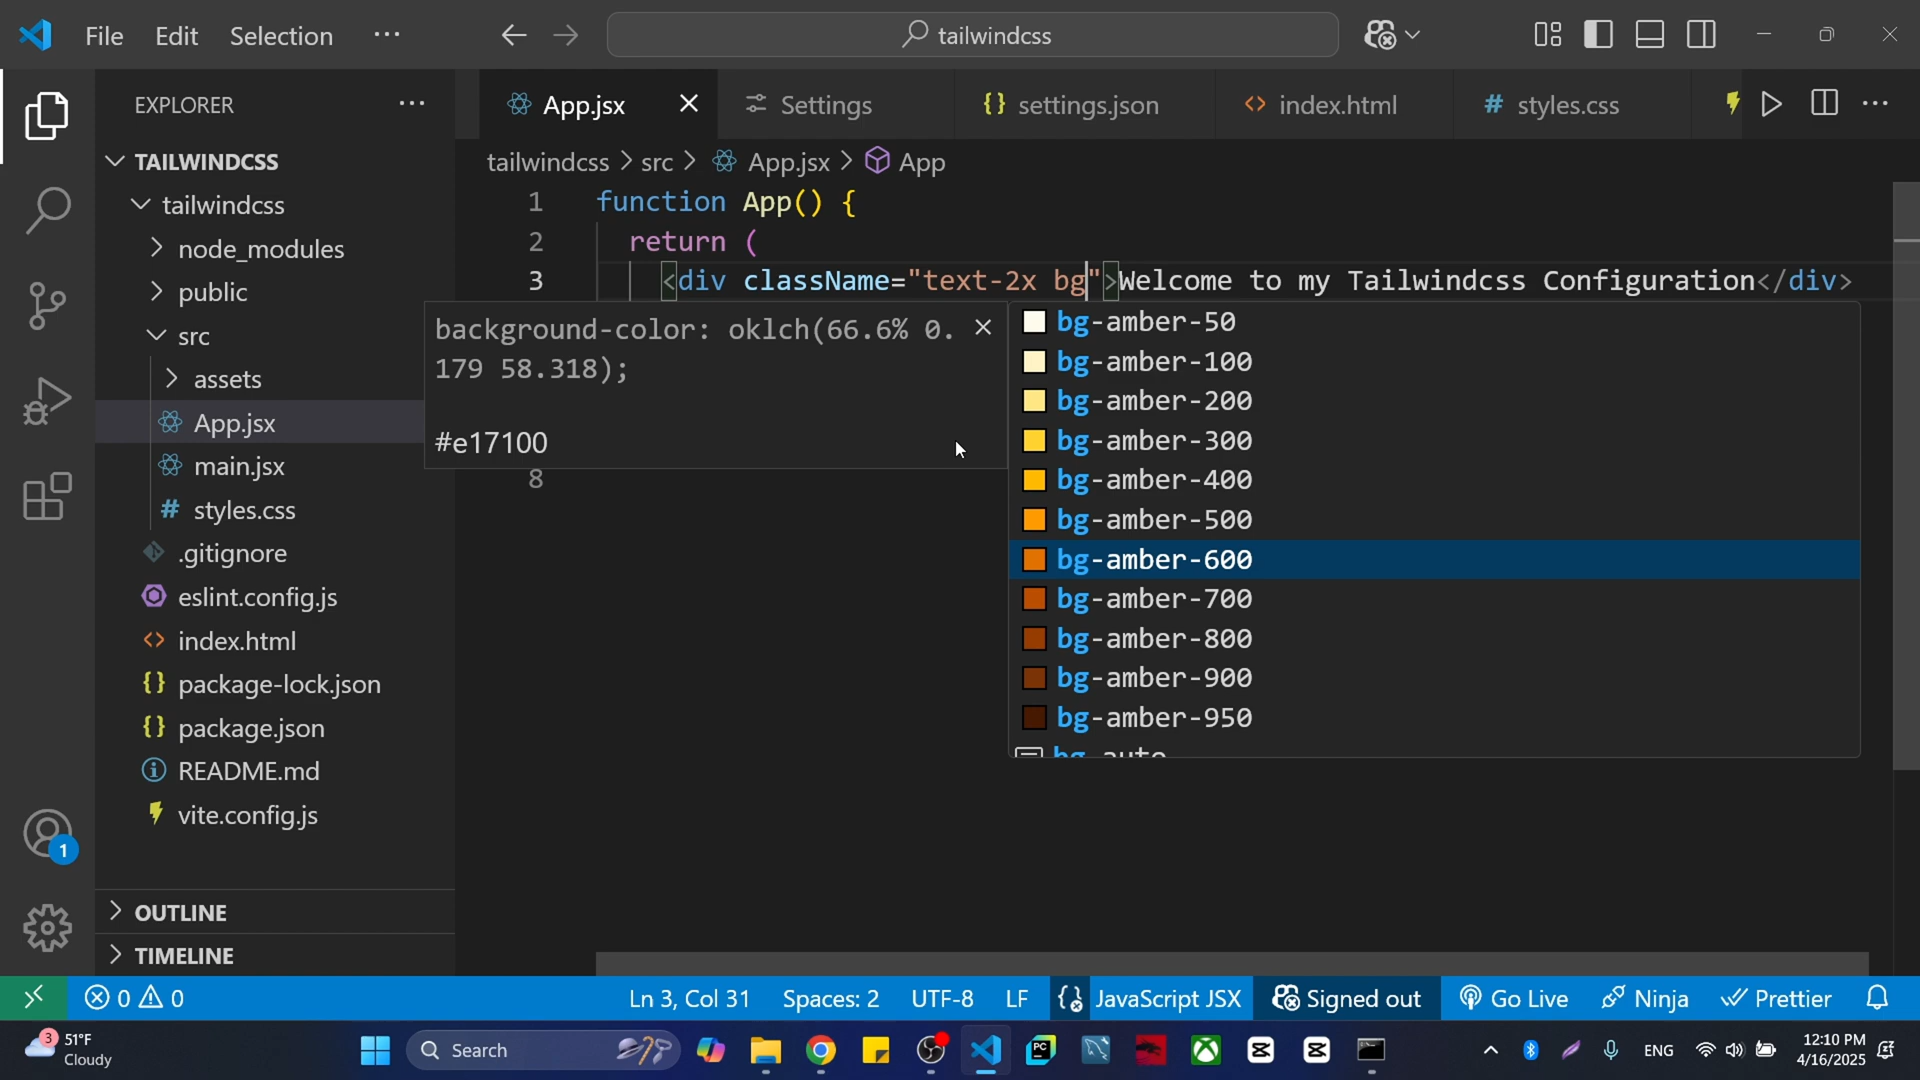 File Edit Selection ··· tailwindcss
EXPLORER ···
TAILWINDCSS
tailwindcss
node_modules
public
src
assets
App.jsx
main.jsx
styles.css
.gitignore
eslint.config.js
index.html
package-lock.json
package.json
README.md
vite.config.js
OUTLINE
TIMELINE
App.jsx Settings {} settings.json <> index.html # styles.css
tailwindcss > src > App.jsx > App
1 function App() {
2 return (
3 <div className="text-2x bg">Welcome to my Tailwindcss Configuration</div>
8
background-color: oklch(66.6% 0.
179 58.318);
#e17100
bg-amber-50
bg-amber-100
bg-amber-200
bg-amber-300
bg-amber-400
bg-amber-500
bg-amber-600
bg-amber-700
bg-amber-800
bg-amber-900
bg-amber-950
bg-auto
1
0 0 Ln 3, Col 31 Spaces: 2 UTF-8 LF {} JavaScript JSX Signed out Go Live Ninja Prettier
3 51°F
Cloudy
Search
PC
ENG
12:10 PM
4/16/2025